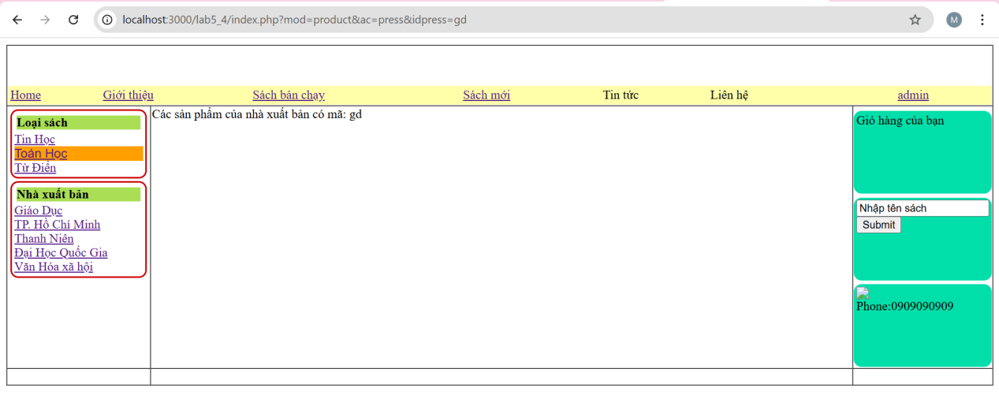 localhost:3000/lab5_4/index.php?mod=product&ac=press&idpress=gd
M
Home Giới thiệu Sách bán chạy Sách mới Tin tức Liên hệ admin
Loại sách
Tin Học
Toán Học
Từ Điển
Nhà xuất bản
Giáo Dục
TP. Hồ Chí Minh
Thanh Niên
Đại Học Quốc Gia
Văn Hóa xã hội
Các sản phẩm của nhà xuất bản có mã: gd
Giỏ hàng của bạn
Nhập tên sách
Submit
Phone:0909090909